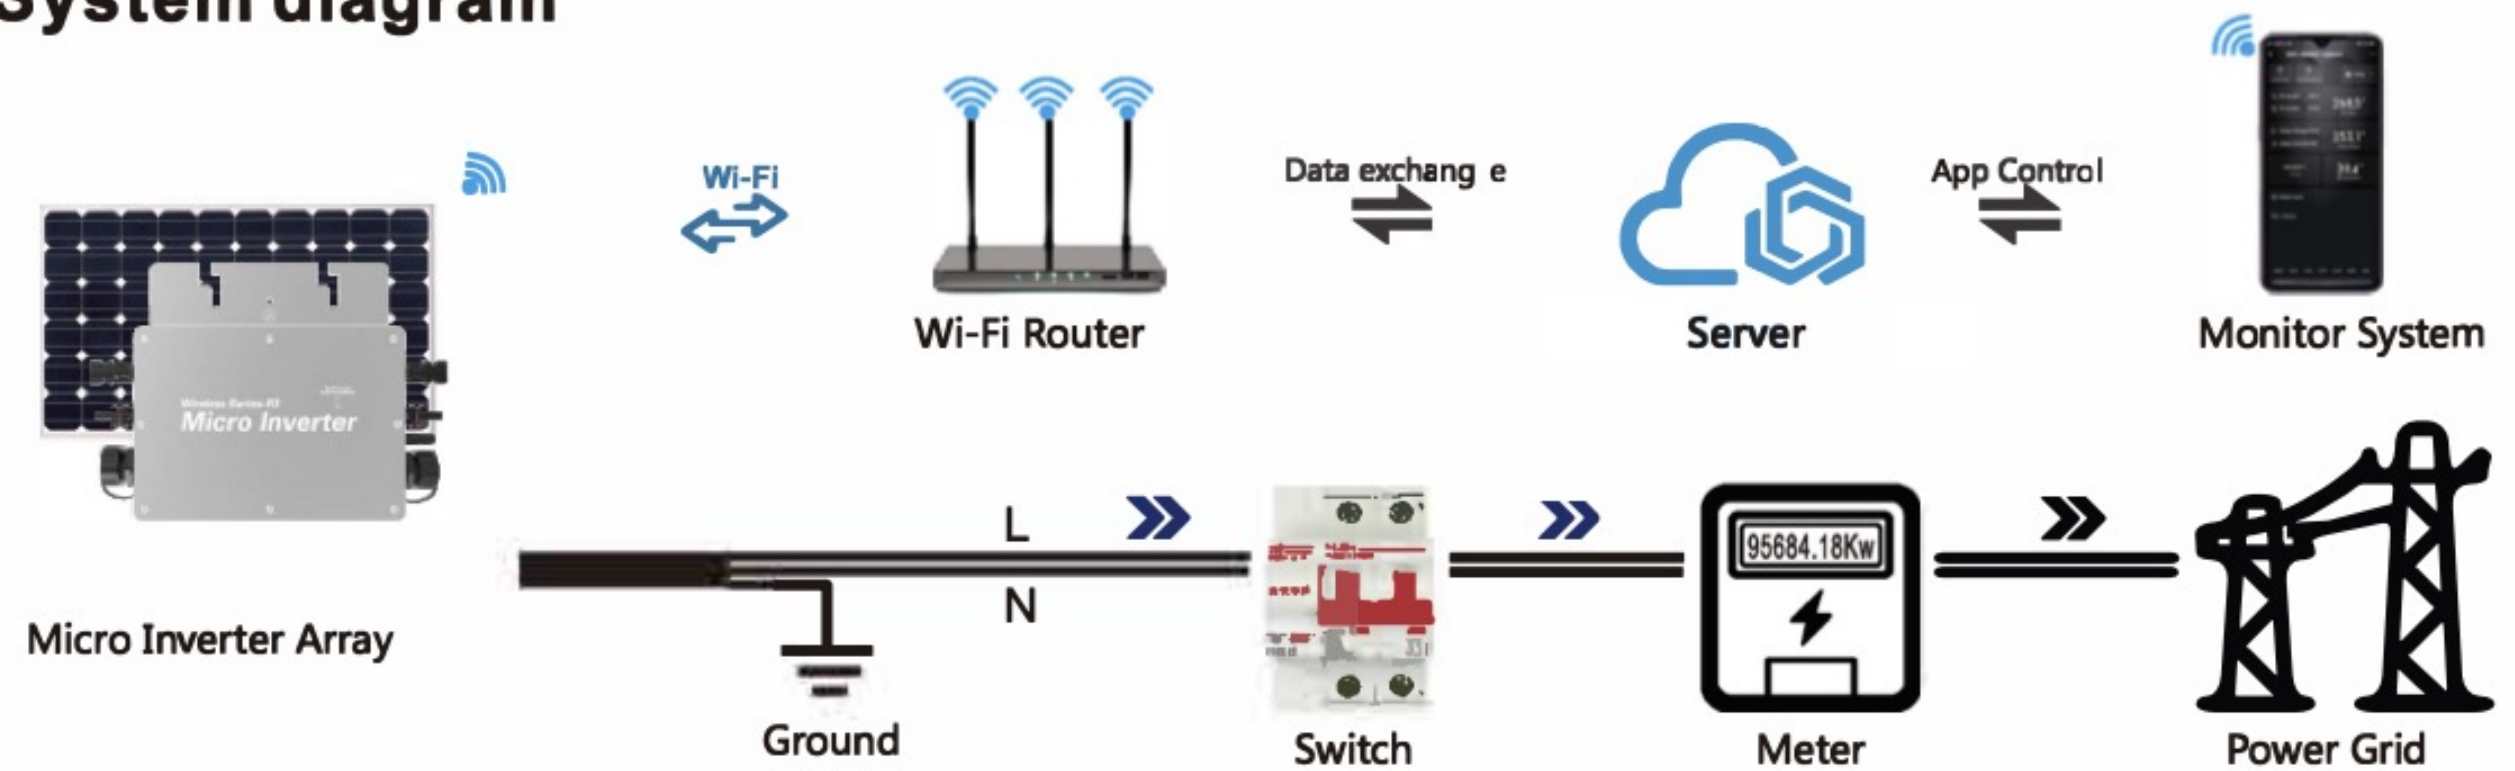 System diagram
Wi-Fi
Data exchang e
App Control
Wi-Fi Router
Server
Monitor System
Micro Inverter
L
N
95684.18Kw
Micro Inverter Array
Ground
Switch
Meter
Power Grid